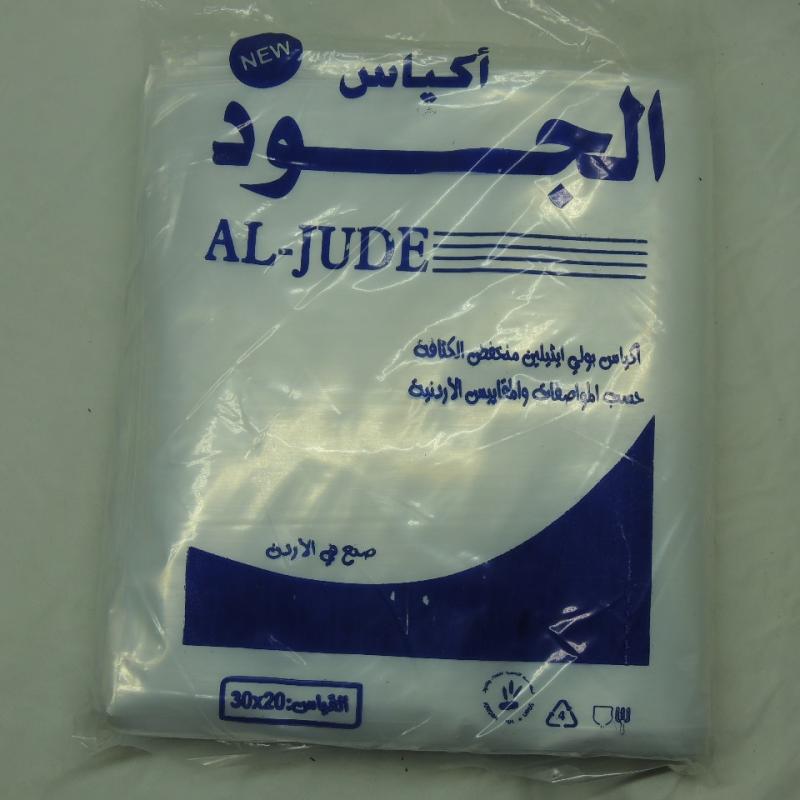 NEW
أكياس
الجود
AL-JUDE
أكياس بولي ايثيلين منخفض الكثافة
حسب المواصفات والمقاييس الأردنية
صنع في الأردن
القياس: 30x20
4